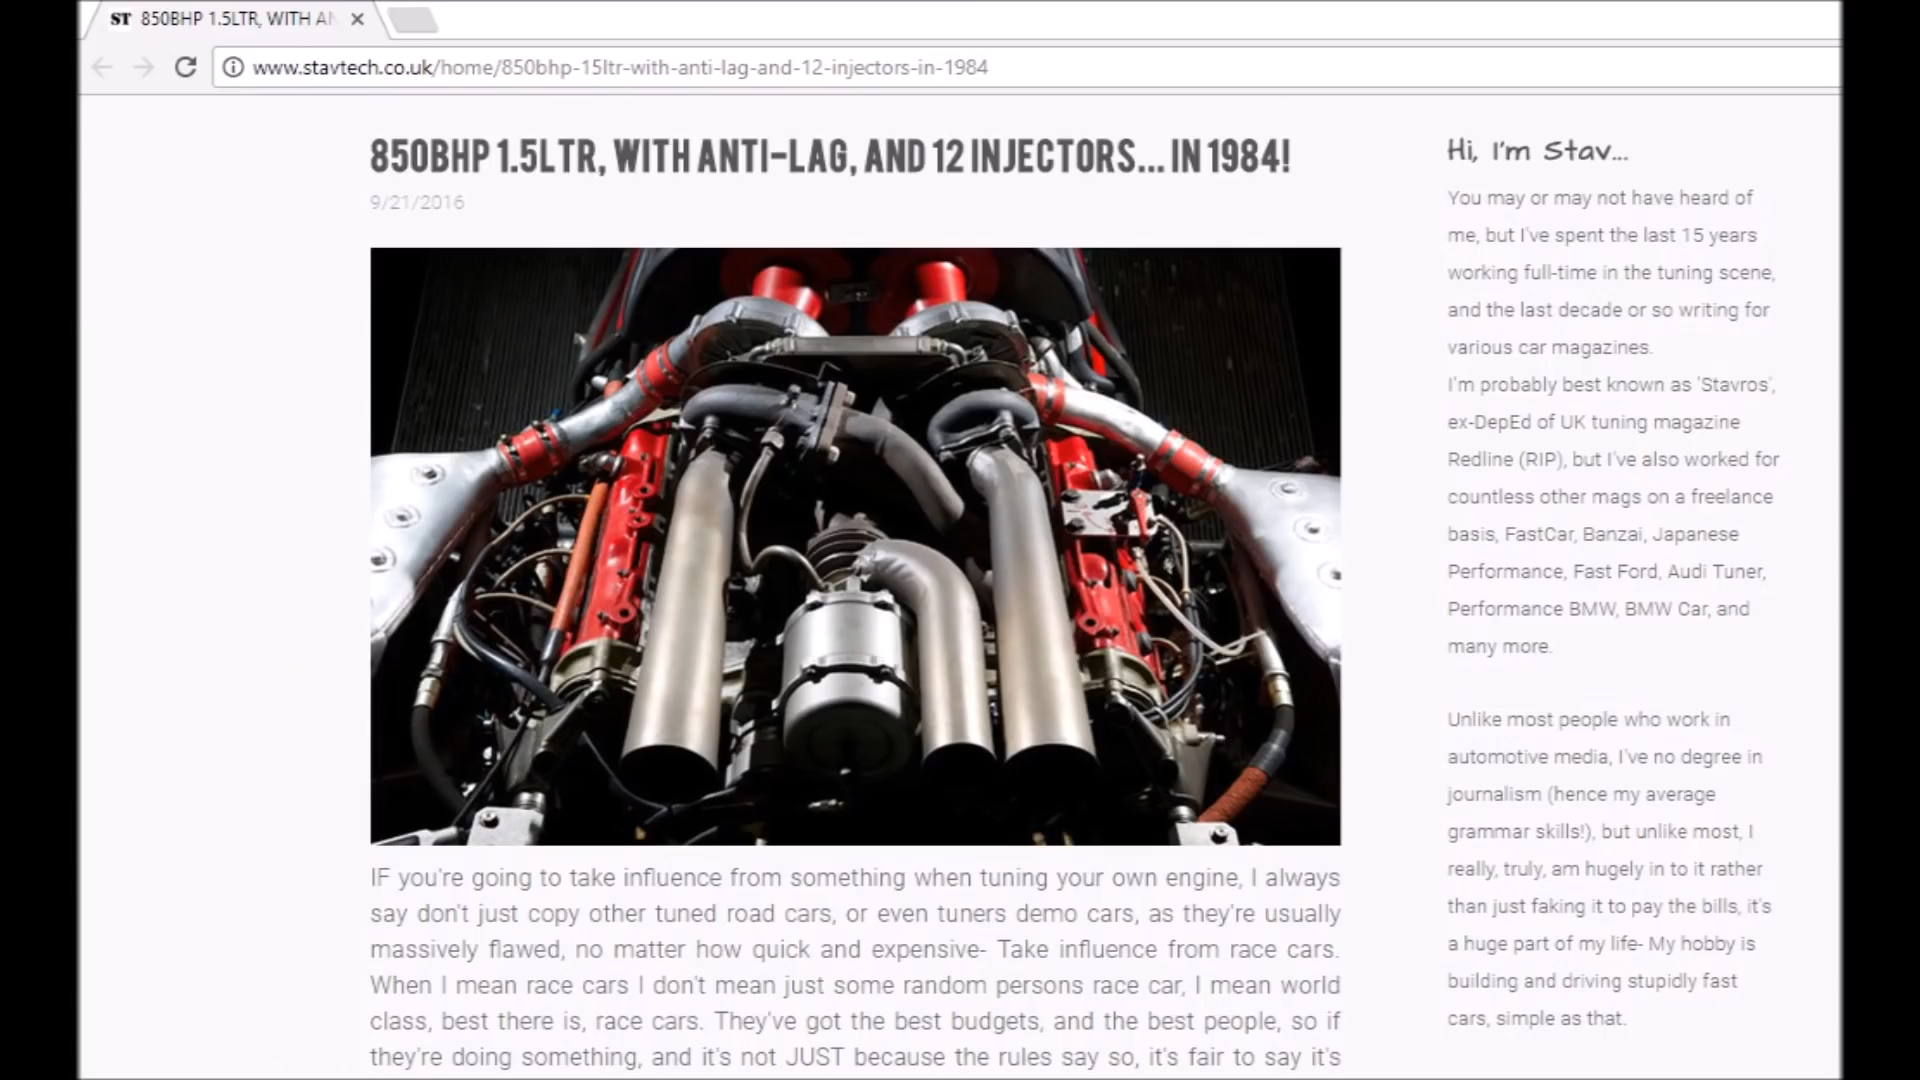 ST 850BHP 1.5LTR, WITH AN
www.stavtech.co.uk/home/850bhp-15ltr-with-anti-lag-and-12-injectors-in-1984
850BHP 1.5LTR, WITH ANTI-LAG, AND 12 INJECTORS... IN 1984!
9/21/2016
IF you're going to take influence from something when tuning your own engine, I always
say don't just copy other tuned road cars, or even tuners demo cars, as they're usually
massively flawed, no matter how quick and expensive- Take influence from race cars.
When I mean race cars I don't mean just some random persons race car, I mean world
class, best there is, race cars. They've got the best budgets, and the best people, so if
they're doing something, and it's not JUST because the rules say so, it's fair to say it's
Hi, I'm Stav...
You may or may not have heard of
me, but I've spent the last 15 years
working full-time in the tuning scene,
and the last decade or so writing for
various car magazines.
I'm probably best known as 'Stavros',
ex-DepEd of UK tuning magazine
Redline (RIP), but I've also worked for
countless other mags on a freelance
basis, FastCar, Banzai, Japanese
Performance, Fast Ford, Audi Tuner,
Performance BMW, BMW Car, and
many more.
Unlike most people who work in
automotive media, I've no degree in
journalism (hence my average
grammar skills!), but unlike most, I
really, truly, am hugely in to it rather
than just faking it to pay the bills, it's
a huge part of my life- My hobby is
building and driving stupidly fast
cars, simple as that.